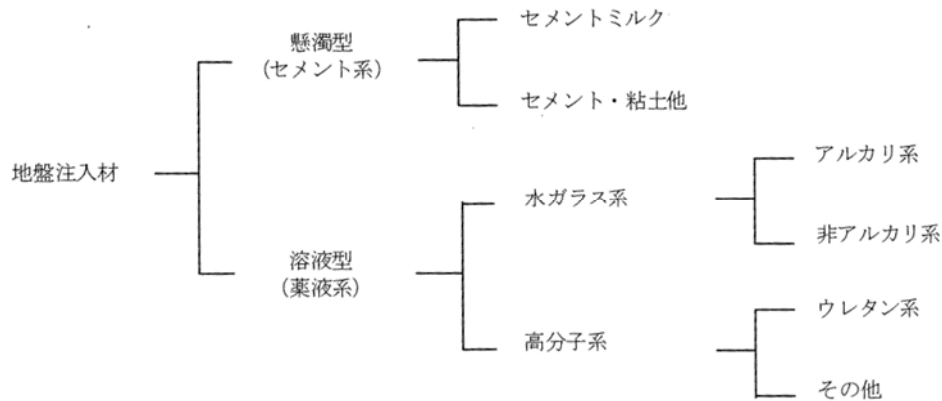 地盤注入材
懸濁型
(セメント系)
セメントミルク
セメント・粘土他
溶液型
(薬液系)
水ガラス系
アルカリ系
非アルカリ系
高分子系
ウレタン系
その他